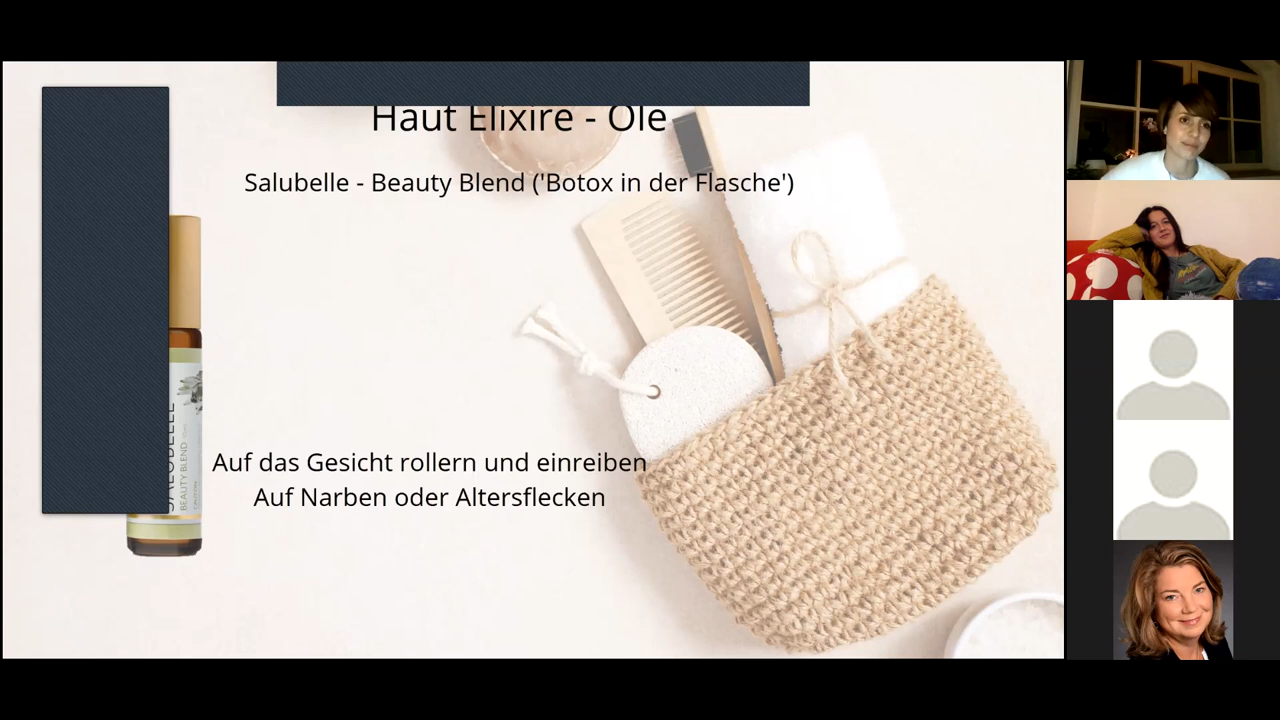 Haut Elixire - Öle
Salubelle - Beauty Blend ('Botox in der Flasche')
SALUBELLE
BEAUTY BLEND
Auf das Gesicht rollern und einreiben
Auf Narben oder Altersflecken